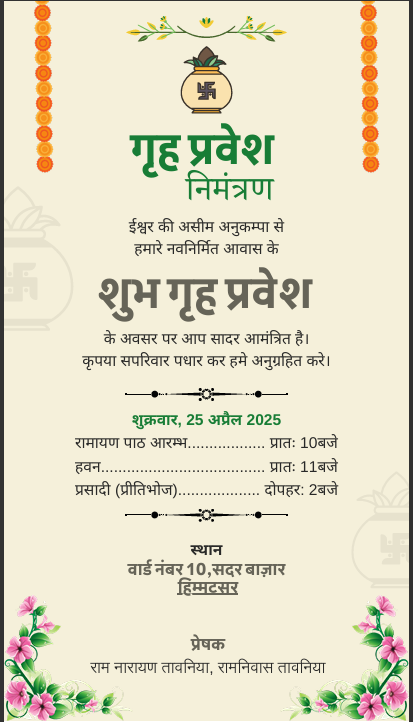 गृह प्रवेश
निमंत्रण
ईश्वर की असीम अनुकम्पा से
हमारे नवनिर्मित आवास के
शुभ गृह प्रवेश
के अवसर पर आप सादर आमंत्रित है।
कृपया सपरिवार पधार कर हमे अनुग्रहित करे।
शुक्रवार, 25 अप्रैल 2025
रामायण पाठ आरम्भ.................. प्रातः 10बजे
हवन...................................... प्रातः 11बजे
प्रसादी (प्रीतिभोज)................... दोपहर: 2बजे
स्थान
वार्ड नंबर 10,सदर बाज़ार
हिम्मटसर
प्रेषक
राम नारायण तावनिया, रामनिवास तावनिया